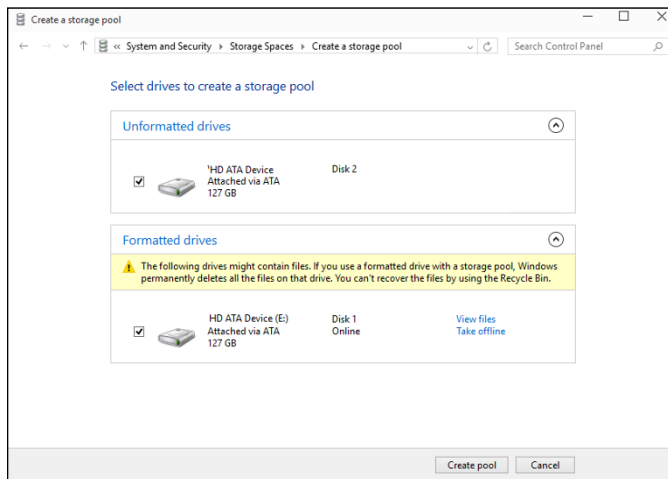 Create a storage pool
« System and Security › Storage Spaces › Create a storage pool
Search Control Panel
Select drives to create a storage pool
Unformatted drives
'HD ATA Device
Disk 2
Attached via ATA
127 GB
Formatted drives
The following drives might contain files. If you use a formatted drive with a storage pool, Windows
permanently deletes all the files on that drive. You can't recover the files by using the Recycle Bin.
HD ATA Device (E:)
Disk 1
View files
Attached via ATA
Online
Take offline
127 GB
Create pool
Cancel